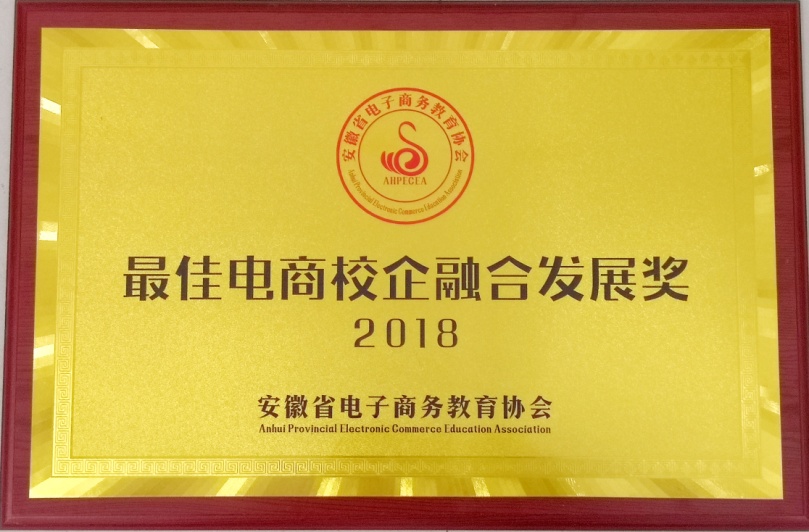 安徽省电子商务教育协会
AHPECEA
Anhui Provincial Electronic Commerce Education Association
最佳电商校企融合发展奖
2018
安徽省电子商务教育协会
Anhui Provincial Electronic Commerce Education Association